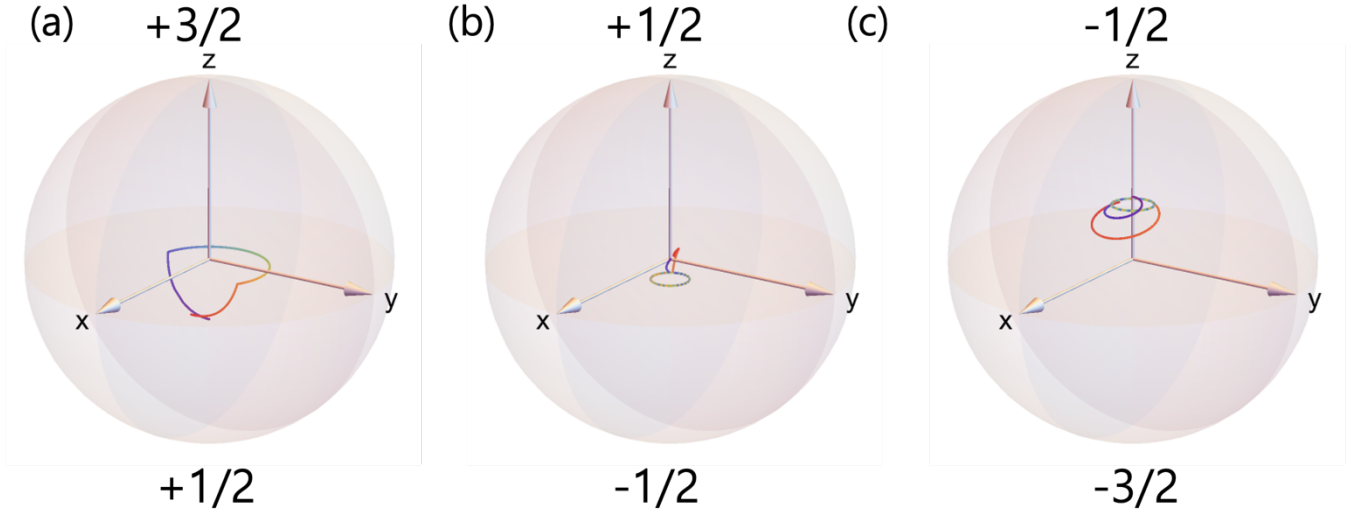 (a) +3/2 (b) +1/2 (c) -1/2
z z z
x y x y x y
+1/2 -1/2 -3/2